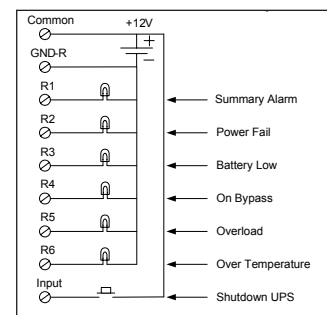 Common
+12V
+
GND-R
−
R1
Summary Alarm
R2
Power Fail
R3
Battery Low
R4
On Bypass
R5
Overload
R6
Over Temperature
Input
Shutdown UPS